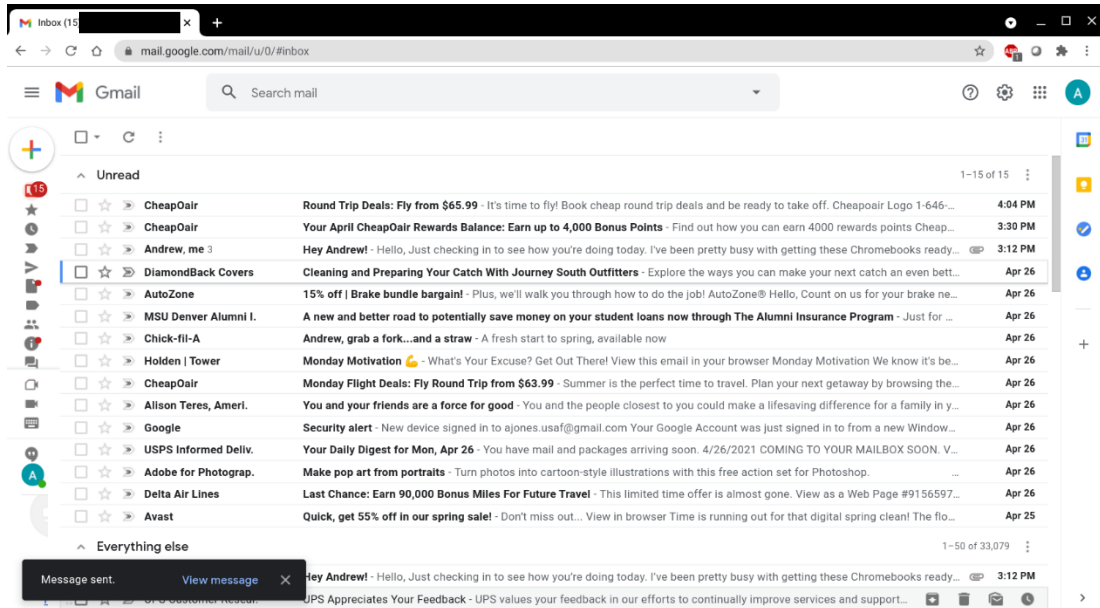 Inbox (15
mail.google.com/mail/u/0/#inbox
ABP
1
Gmail
Search mail
A
31
Unread
1–15 of 15
15
CheapOair Round Trip Deals: Fly from $65.99 - It's time to fly! Book cheap round trip deals and be ready to take off. Cheapoair Logo 1-646-... 4:04 PM
CheapOair Your April CheapOair Rewards Balance: Earn up to 4,000 Bonus Points - Find out how you can earn 4000 rewards points Cheap... 3:30 PM
Andrew, me 3 Hey Andrew! - Hello, Just checking in to see how you're doing today. I've been pretty busy with getting these Chromebooks ready... 3:12 PM
DiamondBack Covers Cleaning and Preparing Your Catch With Journey South Outfitters - Explore the ways you can make your next catch an even bett... Apr 26
AutoZone 15% off | Brake bundle bargain! - Plus, we'll walk you through how to do the job! AutoZone® Hello, Count on us for your brake ne... Apr 26
MSU Denver Alumni I. A new and better road to potentially save money on your student loans now through The Alumni Insurance Program - Just for ... Apr 26
Chick-fil-A Andrew, grab a fork...and a straw - A fresh start to spring, available now Apr 26
Holden | Tower Monday Motivation 💪 - What's Your Excuse? Get Out There! View this email in your browser Monday Motivation We know it's be... Apr 26
CheapOair Monday Flight Deals: Fly Round Trip from $63.99 - Summer is the perfect time to travel. Plan your next getaway by browsing the... Apr 26
Alison Teres, Ameri. You and your friends are a force for good - You and the people closest to you could make a lifesaving difference for a family in y... Apr 26
Google Security alert - New device signed in to ajones.usaf@gmail.com Your Google Account was just signed in to from a new Window... Apr 26
USPS Informed Deliv. Your Daily Digest for Mon, Apr 26 - You have mail and packages arriving soon. 4/26/2021 COMING TO YOUR MAILBOX SOON. V... Apr 26
Adobe for Photograp. Make pop art from portraits - Turn photos into cartoon-style illustrations with this free action set for Photoshop. ... Apr 26
Delta Air Lines Last Chance: Earn 90,000 Bonus Miles For Future Travel - This limited time offer is almost gone. View as a Web Page #9156597... Apr 26
A
Avast Quick, get 55% off in our spring sale! - Don't miss out... View in browser Time is running out for that digital spring clean! The flo... Apr 25
Everything else
1–50 of 33,079
Hey Andrew! - Hello, Just checking in to see how you're doing today. I've been pretty busy with getting these Chromebooks ready... 3:12 PM
Message sent. View message
UPS Appreciates Your Feedback - UPS values your feedback in our efforts to continually improve services and support...